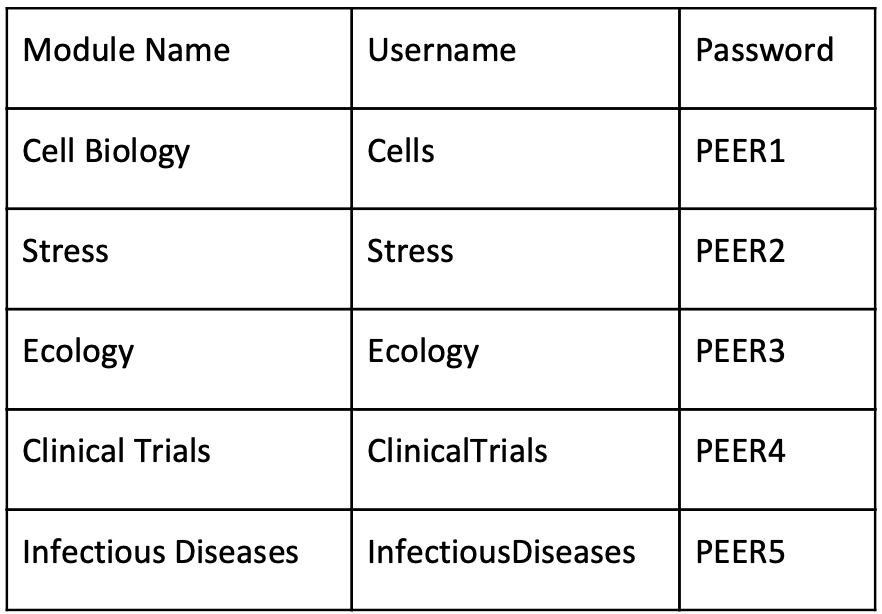 Module Name Username Password
Cell Biology Cells PEER1
Stress Stress PEER2
Ecology Ecology PEER3
Clinical Trials ClinicalTrials PEER4
Infectious Diseases InfectiousDiseases PEER5